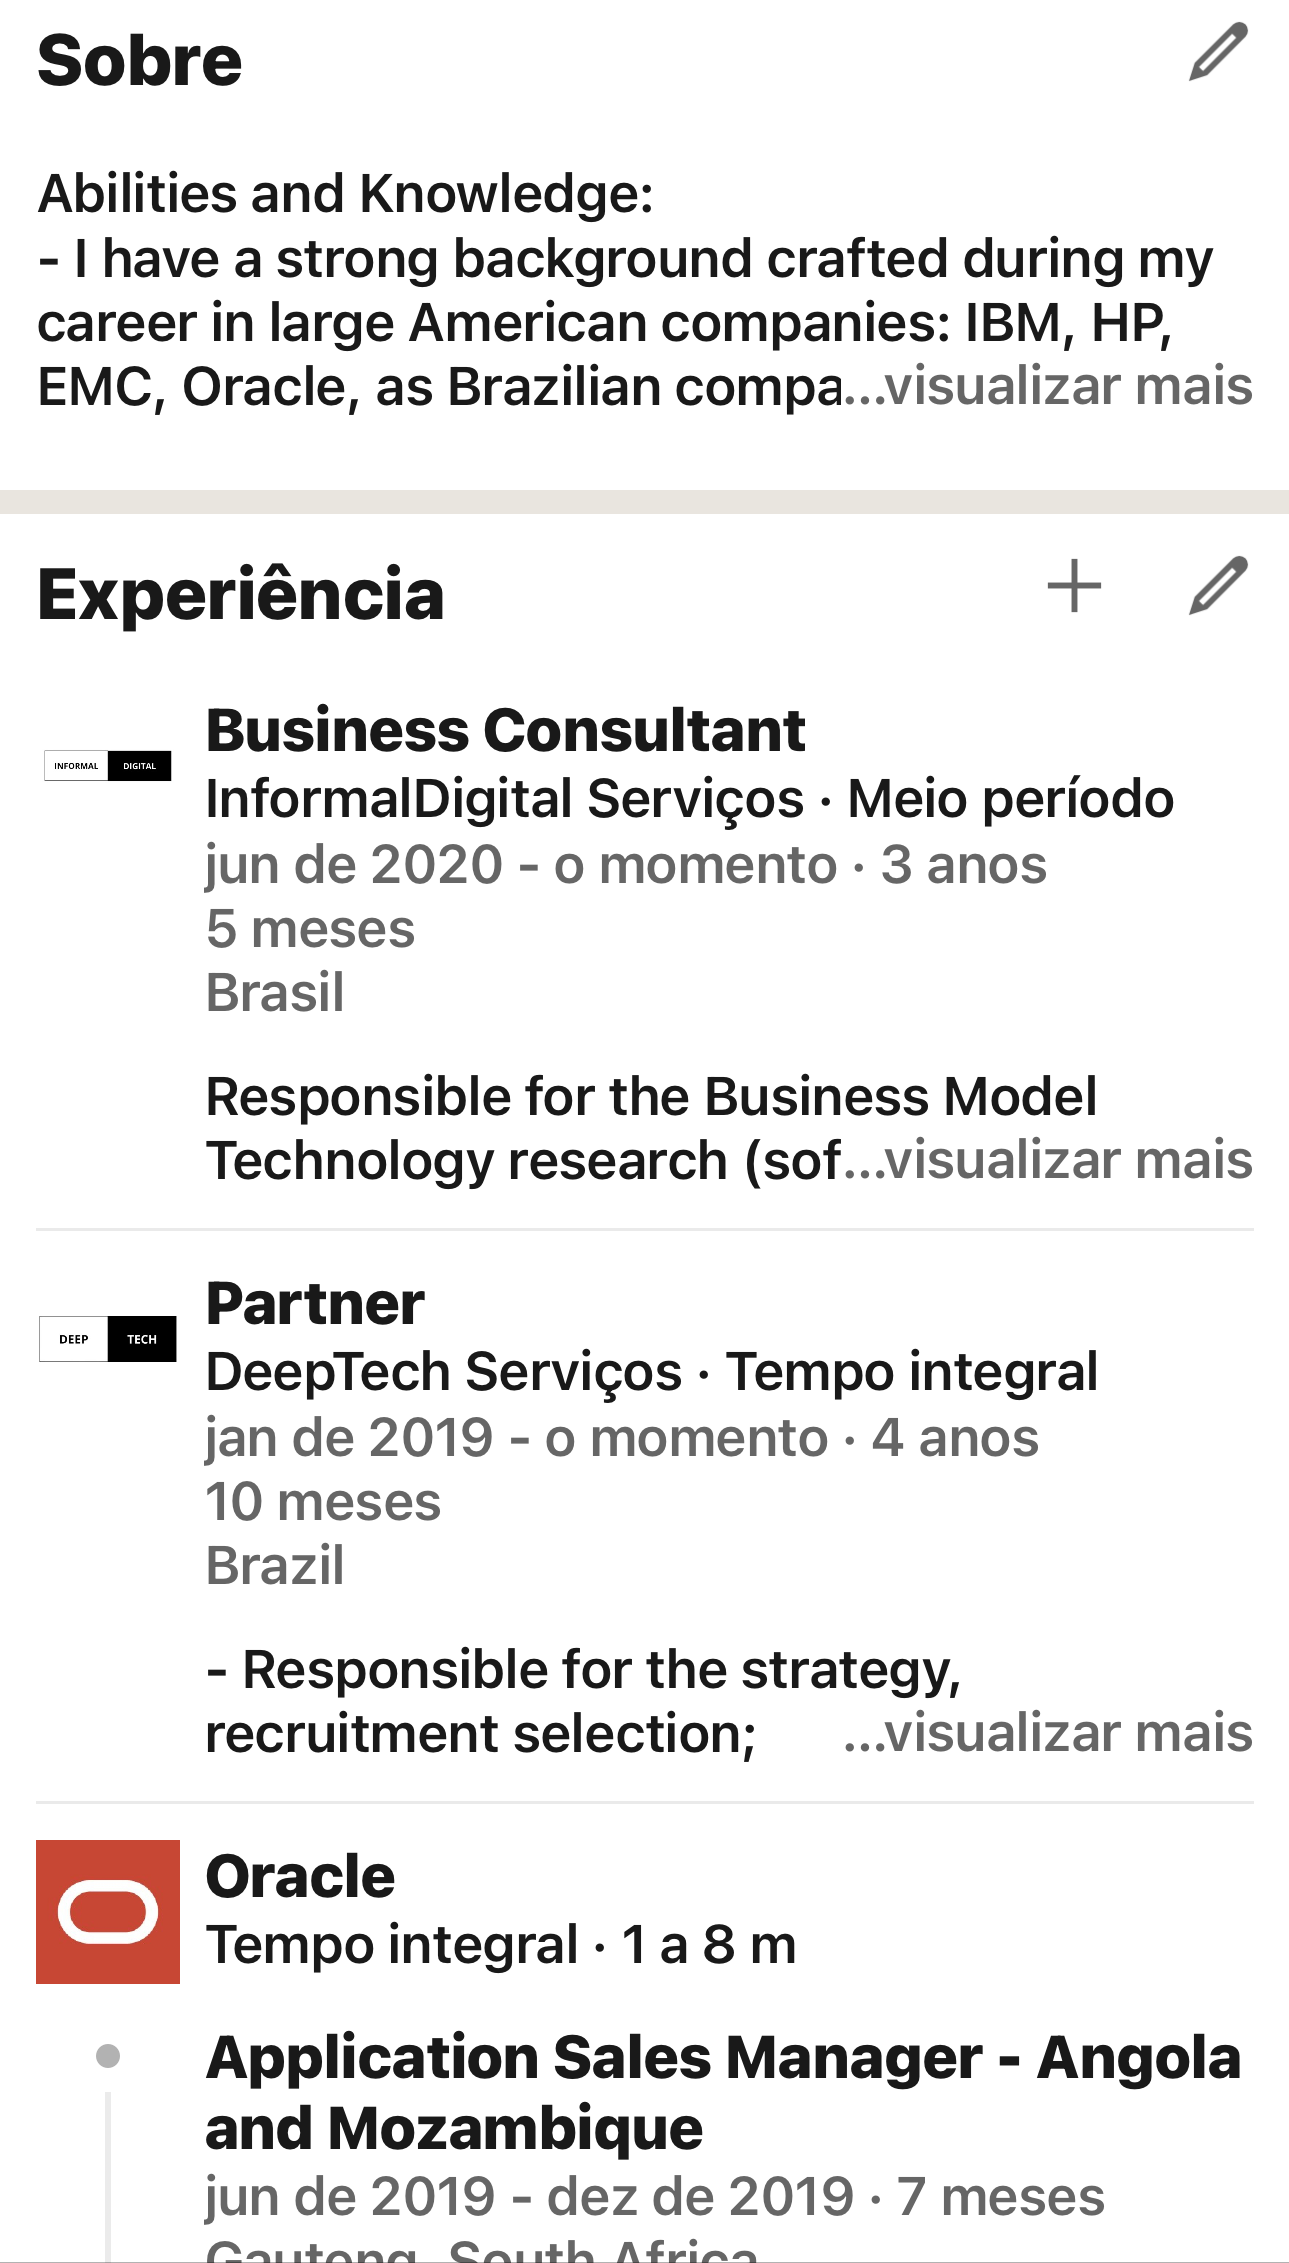 Sobre
Abilities and Knowledge:
- I have a strong background crafted during my
career in large American companies: IBM, HP,
EMC, Oracle, as Brazilian compa...visualizar mais
Experiência
Business Consultant
INFORMAL DIGITAL
InformalDigital Serviços · Meio período
jun de 2020 - o momento · 3 anos
5 meses
Brasil
Responsible for the Business Model
Technology research (sof...visualizar mais
Partner
DEEP TECH
DeepTech Serviços · Tempo integral
jan de 2019 - o momento · 4 anos
10 meses
Brazil
- Responsible for the strategy,
recruitment selection; ...visualizar mais
Oracle
Tempo integral · 1 a 8 m
Application Sales Manager - Angola
and Mozambique
jun de 2019 - dez de 2019 · 7 meses
Gauteng, South Africa